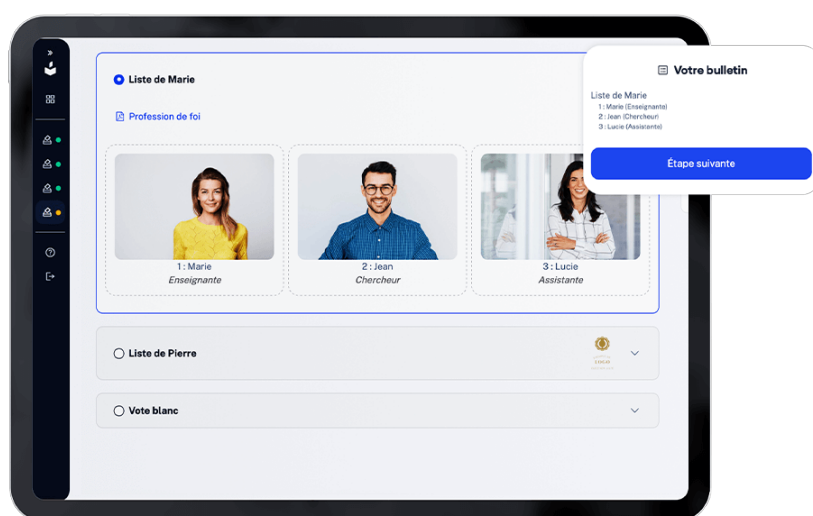 Liste de Marie
Profession de foi
1 : Marie
Enseignante
2 : Jean
Chercheur
3 : Lucie
Assistante
Liste de Pierre
LUCIE
Vote blanc
Votre bulletin
Liste de Marie
1 : Marie (Enseignante)
2 : Jean (Chercheur)
3 : Lucie (Assistante)
Étape suivante